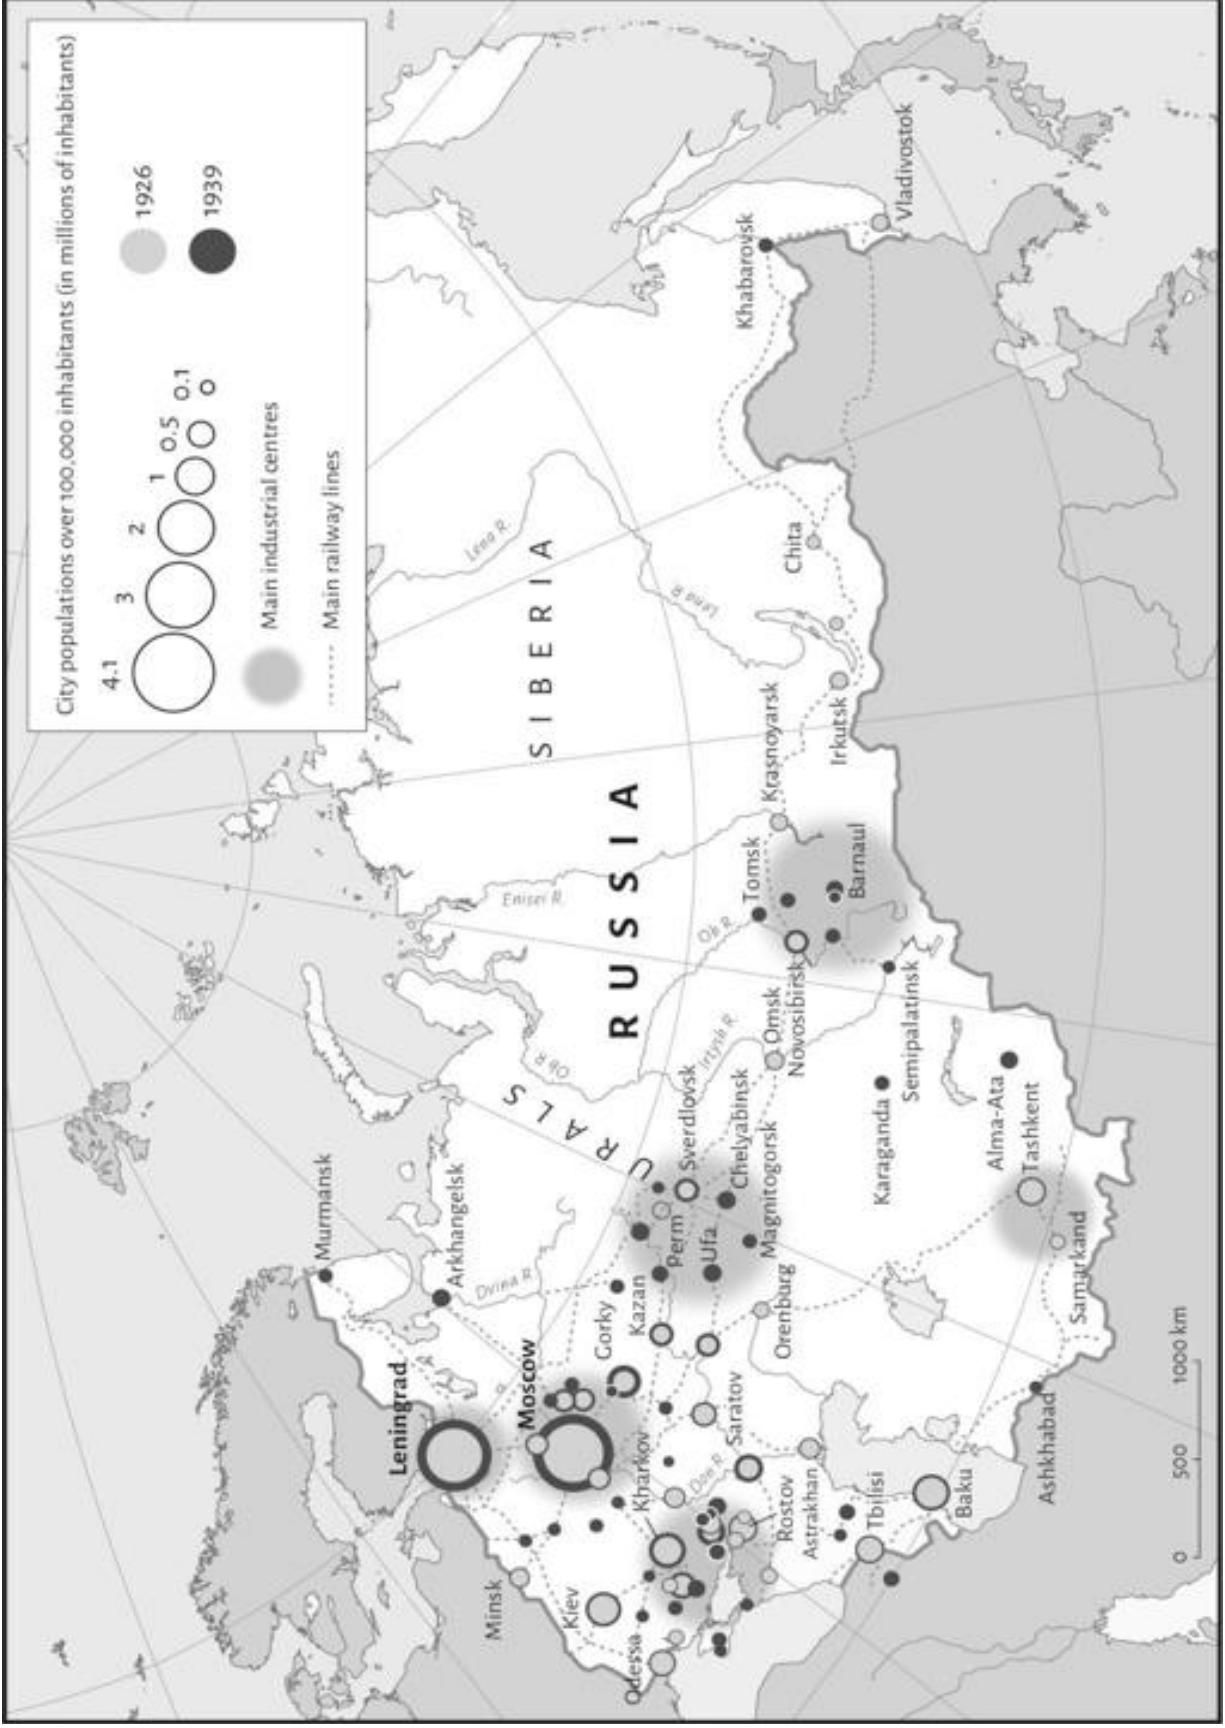 City populations over 100,000 inhabitants (in millions of inhabitants)
4.1
3
2
1
0.5
0.1
1926
1939
Main industrial centres
Main railway lines
RUSSIA
SIBERIA
URALS
Murmansk
Arkhangelsk
Leningrad
Moscow
Gorky
Kazan
Perm
Ufa
Sverdlovsk
Chelyabinsk
Magnitogorsk
Orenburg
Saratov
Kharkov
Minsk
Kiev
Odessa
Rostov
Astrakhan
Tbilisi
Baku
Ashkhabad
Samarkand
Tashkent
Alma-Ata
Karaganda
Semipalatinsk
Omsk
Novosibirsk
Tomsk
Barnaul
Krasnoyarsk
Irkutsk
Chita
Khabarovsk
Vladivostok
Dvina R.
Don R.
Ob R.
Ob R.
Irtysh R.
Enisei R.
Lena R.
Lena R.
0
500
1000 km